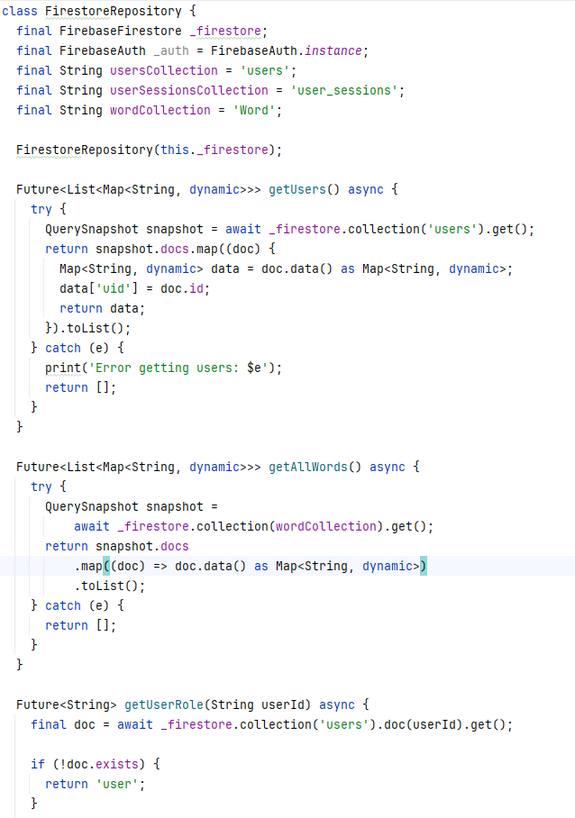 class FirestoreRepository {
  final FirebaseFirestore _firestore;
  final FirebaseAuth _auth = FirebaseAuth.instance;
  final String usersCollection = 'users';
  final String userSessionsCollection = 'user_sessions';
  final String wordCollection = 'Word';

  FirestoreRepository(this._firestore);

  Future<List<Map<String, dynamic>>> getUsers() async {
    try {
      QuerySnapshot snapshot = await _firestore.collection('users').get();
      return snapshot.docs.map((doc) {
        Map<String, dynamic> data = doc.data() as Map<String, dynamic>;
        data['uid'] = doc.id;
        return data;
      }).toList();
    } catch (e) {
      print('Error getting users: $e');
      return [];
    }
  }

  Future<List<Map<String, dynamic>>> getAllWords() async {
    try {
      QuerySnapshot snapshot =
          await _firestore.collection(wordCollection).get();
      return snapshot.docs
          .map((doc) => doc.data() as Map<String, dynamic>)
          .toList();
    } catch (e) {
      return [];
    }
  }

  Future<String> getUserRole(String userId) async {
    final doc = await _firestore.collection('users').doc(userId).get();

    if (!doc.exists) {
      return 'user';
    }